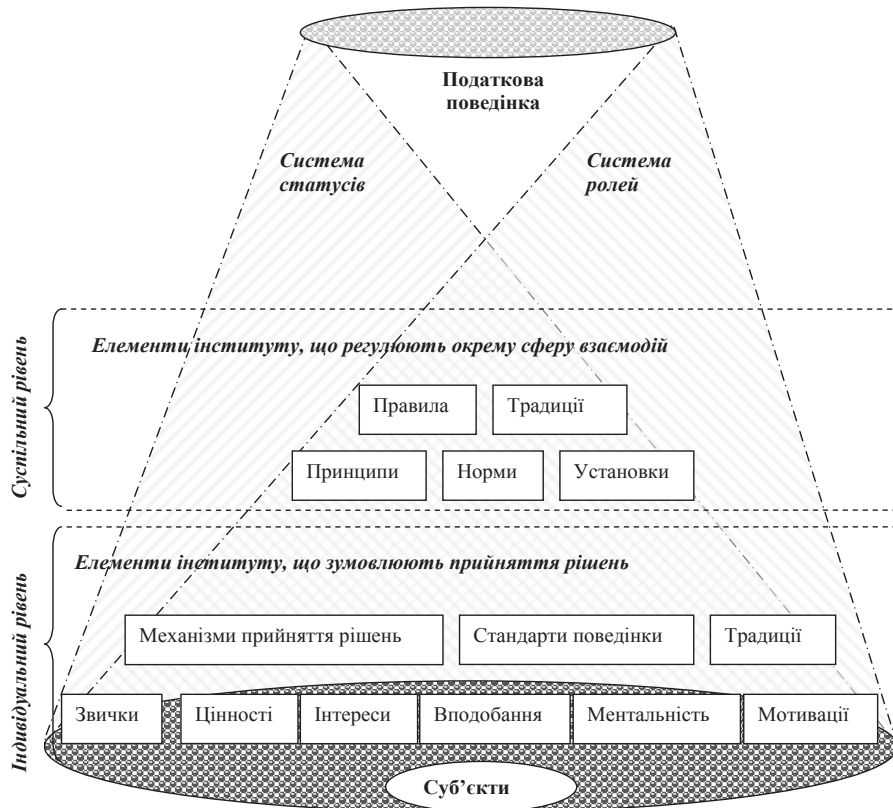 Податкова
поведінка
Система
статусів
Система
ролей
Суспільний рівень
Елементи інституту, що регулюють окрему сферу взаємодій
Правила
Традиції
Принципи
Норми
Установки
Індивідуальний рівень
Елементи інституту, що зумовлюють прийняття рішень
Механізми прийняття рішень
Стандарти поведінки
Традиції
Звички
Цінності
Інтереси
Вподобання
Ментальність
Мотивації
Суб’єкти